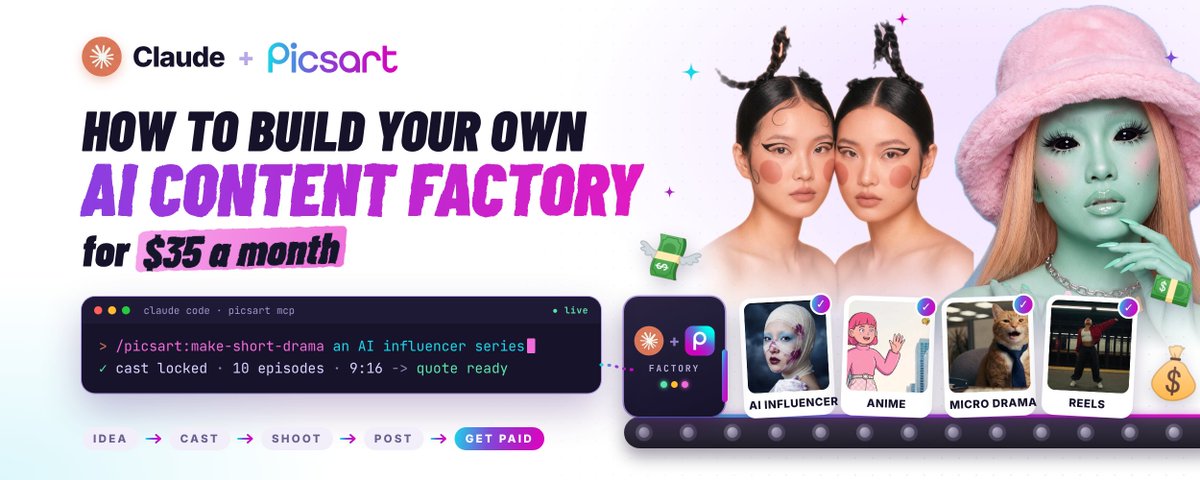 Claude + Picsart
HOW TO BUILD YOUR OWN
AI CONTENT FACTORY
for $35 a month
claude code · picsart mcp
• live
> /picsart:make-short-drama an AI influencer series
✓ cast locked · 10 episodes · 9:16 -> quote ready
IDEA → CAST → SHOOT → POST → GET PAID
+ P
FACTORY
AI INFLUENCER
ANIME
MICRO DRAMA
REELS